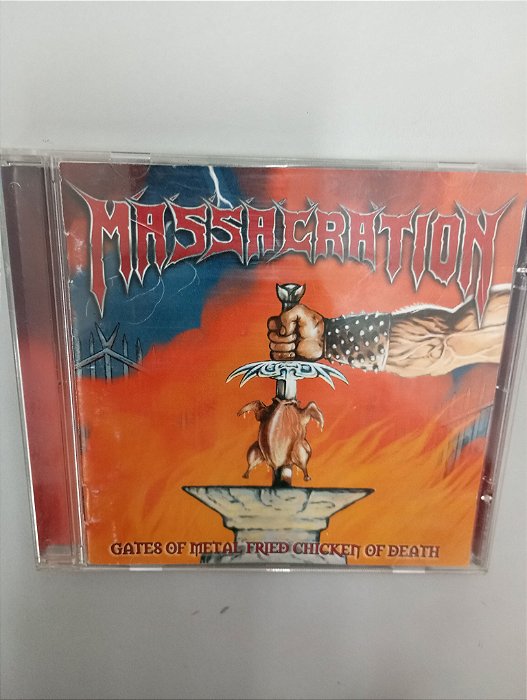 MASSACRATION
GATES OF METAL FRIED CHICKEN OF DEATH